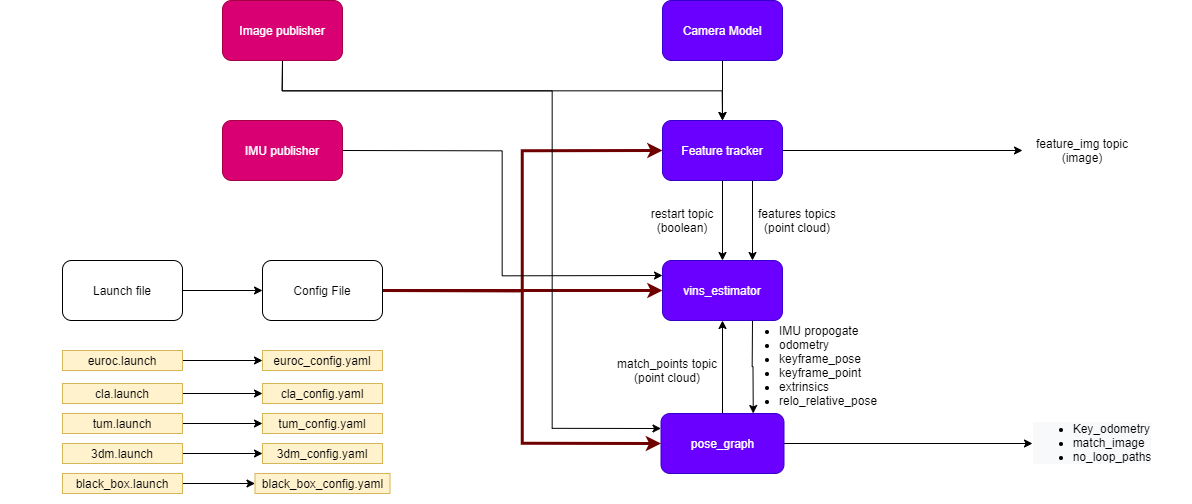 Image publisher
Camera Model
IMU publisher
Feature tracker
feature_img topic
(image)
restart topic
(boolean)
features topics
(point cloud)
Launch file
Config File
vins_estimator
IMU propogate
odometry
keyframe_pose
keyframe_point
extrinsics
relo_relative_pose
match_points topic
(point cloud)
euroc.launch
euroc_config.yaml
cla.launch
cla_config.yaml
tum.launch
tum_config.yaml
3dm.launch
3dm_config.yaml
black_box.launch
black_box_config.yaml
pose_graph
Key_odometry
match_image
no_loop_paths